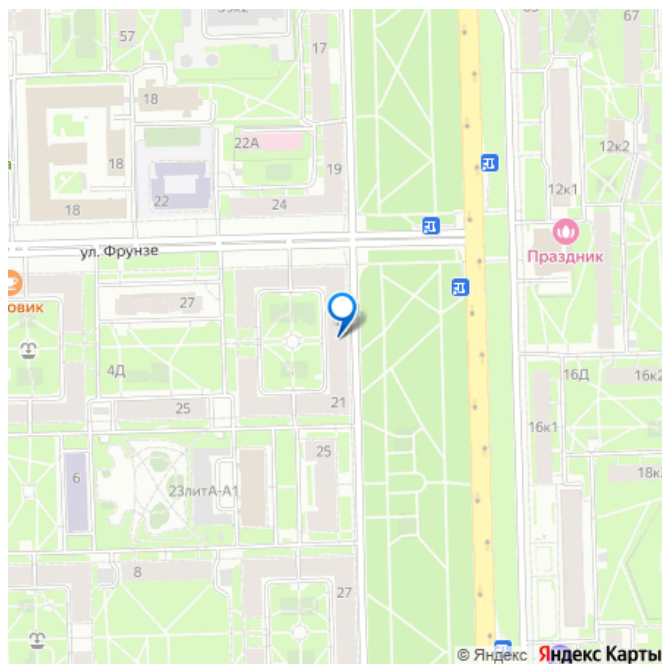 57
17
67
18
22А
12к2
18
19
12к1
22
24
18
ул. Фрунзе
Праздник
27
овик
4Д
16Д
16к2
25
21
16к1
25
6
23литА-А1
8
27
© Яндекс
Яндекс Карты